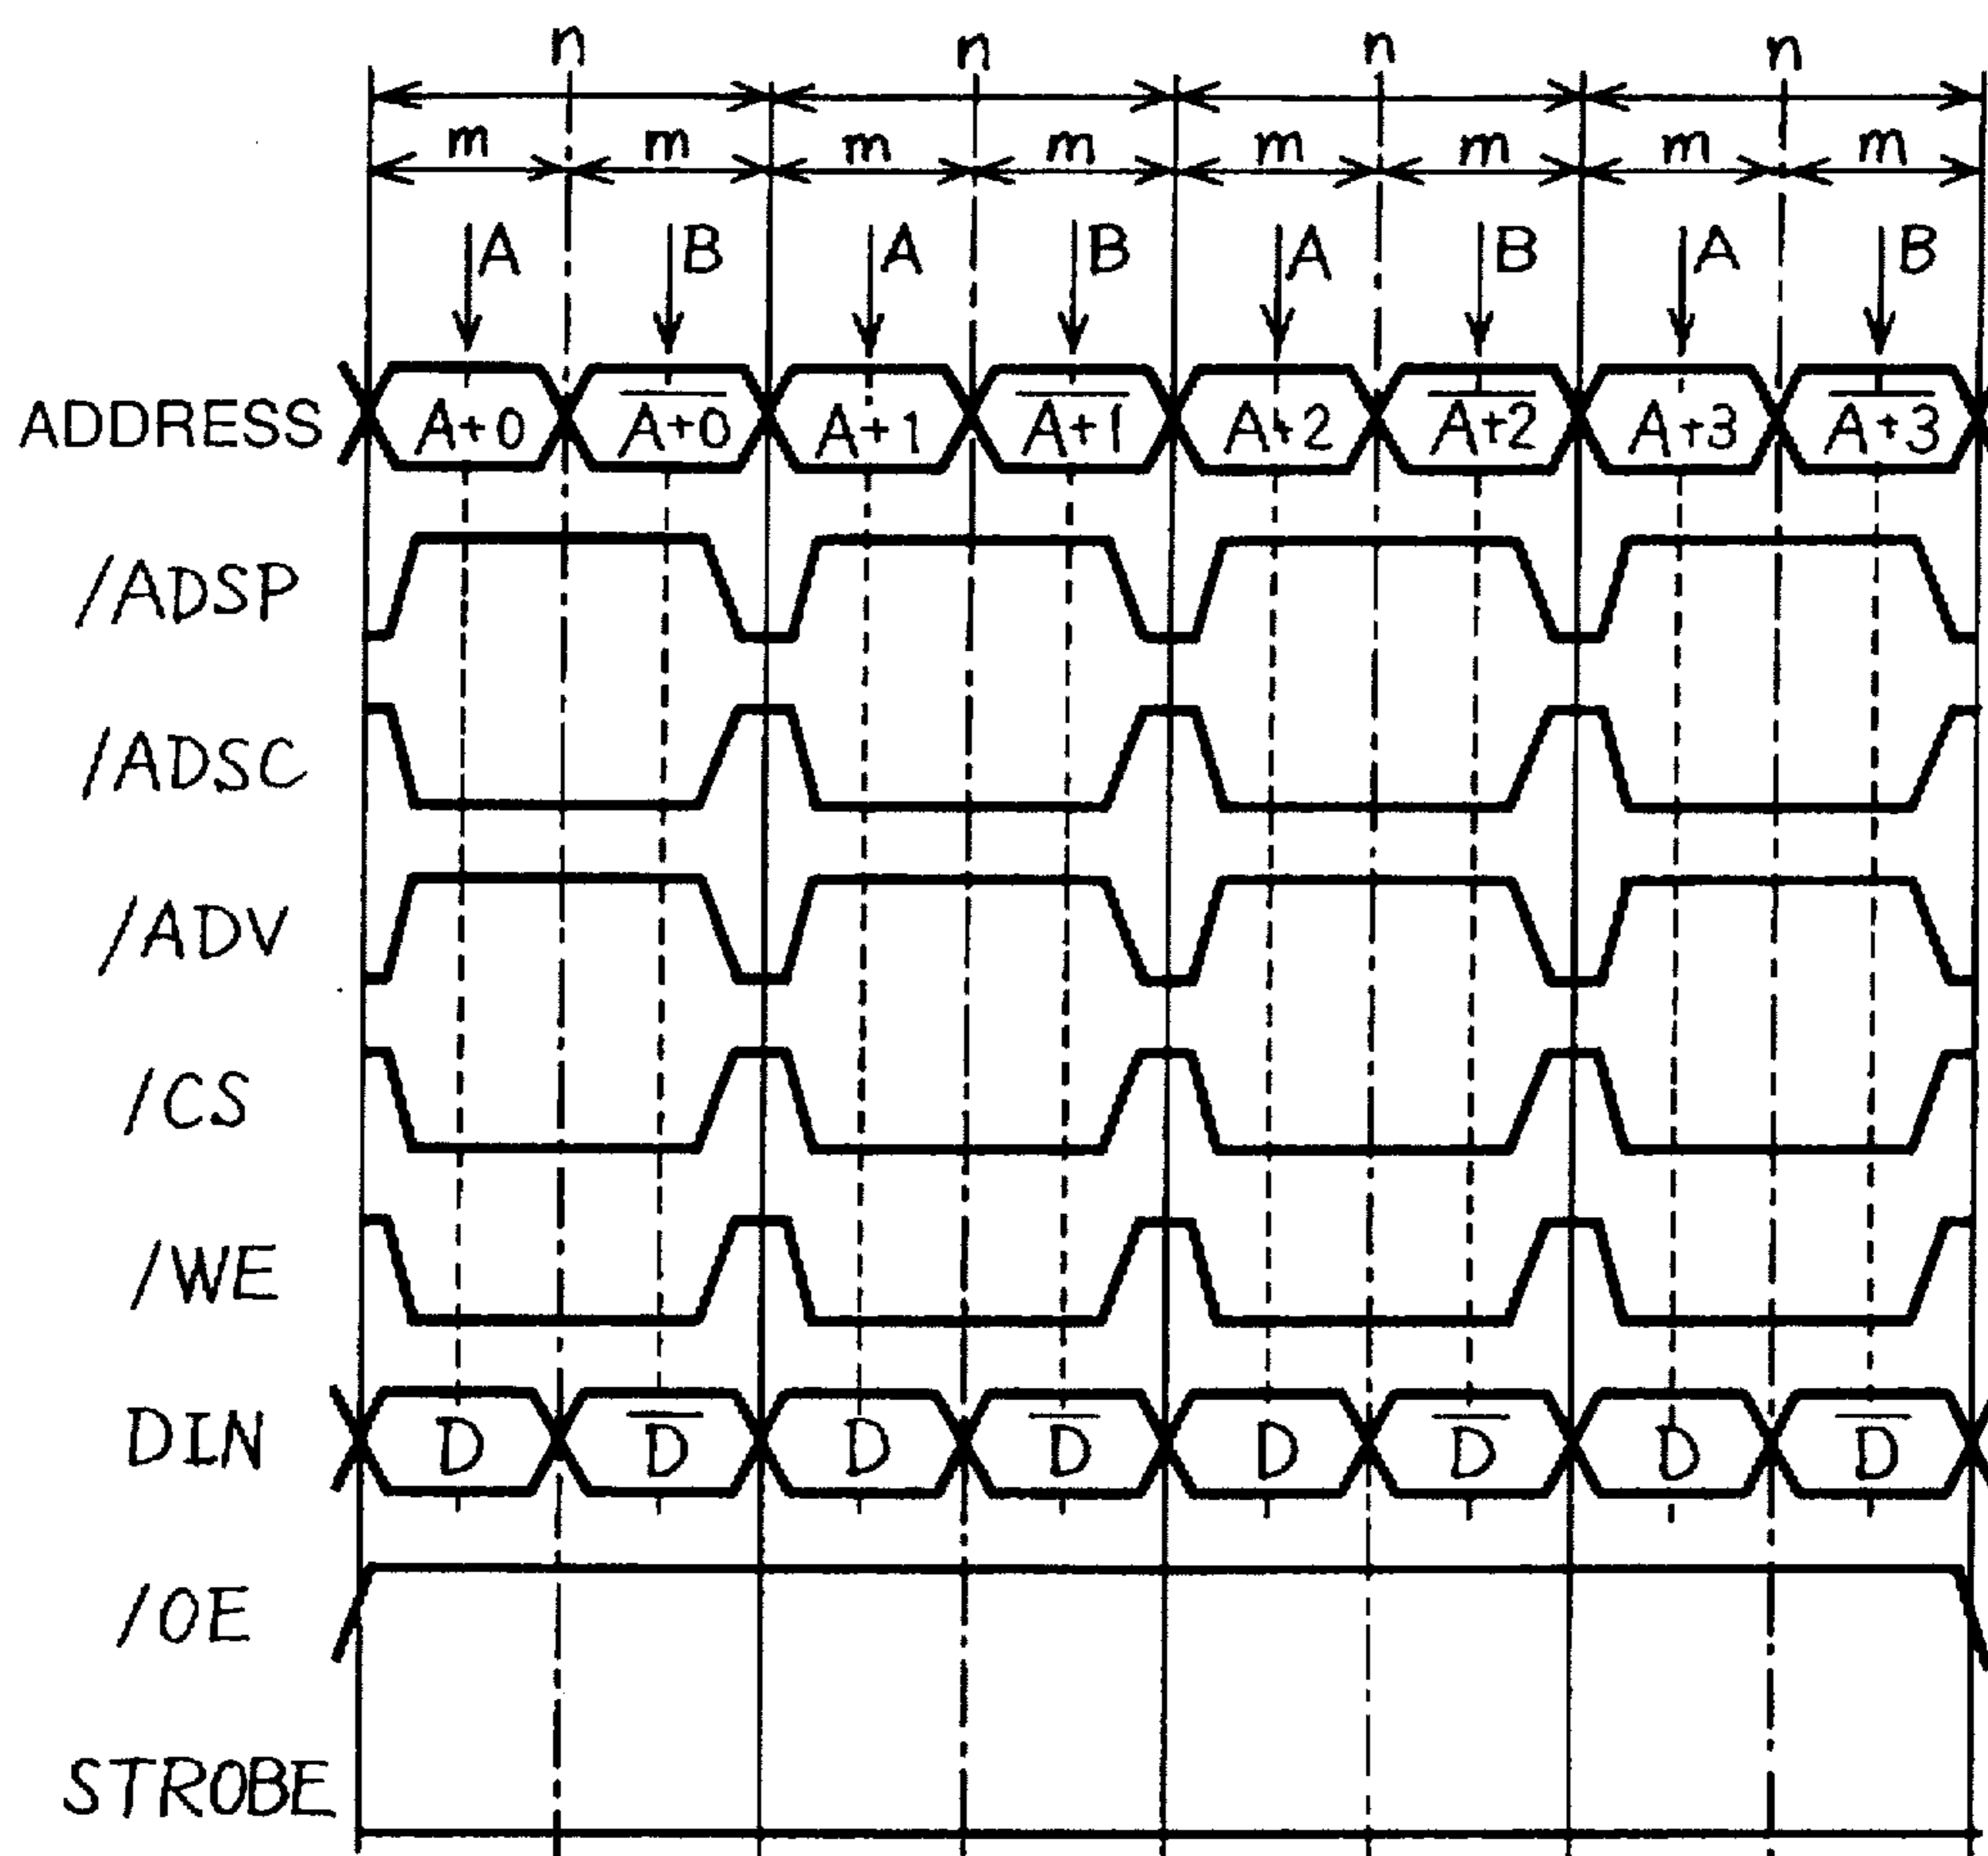 n n n n
m m m m m m m m
A B A B A B A B
ADDRESS A+0 A̅+̅0̅ A+1 A̅+̅1̅ A+2 A̅+̅2̅ A+3 A̅+̅3̅
/ADSP
/ADSC
/ADV
/CS
/WE
DIN D D̅ D D̅ D D̅ D D̅
/OE
STROBE